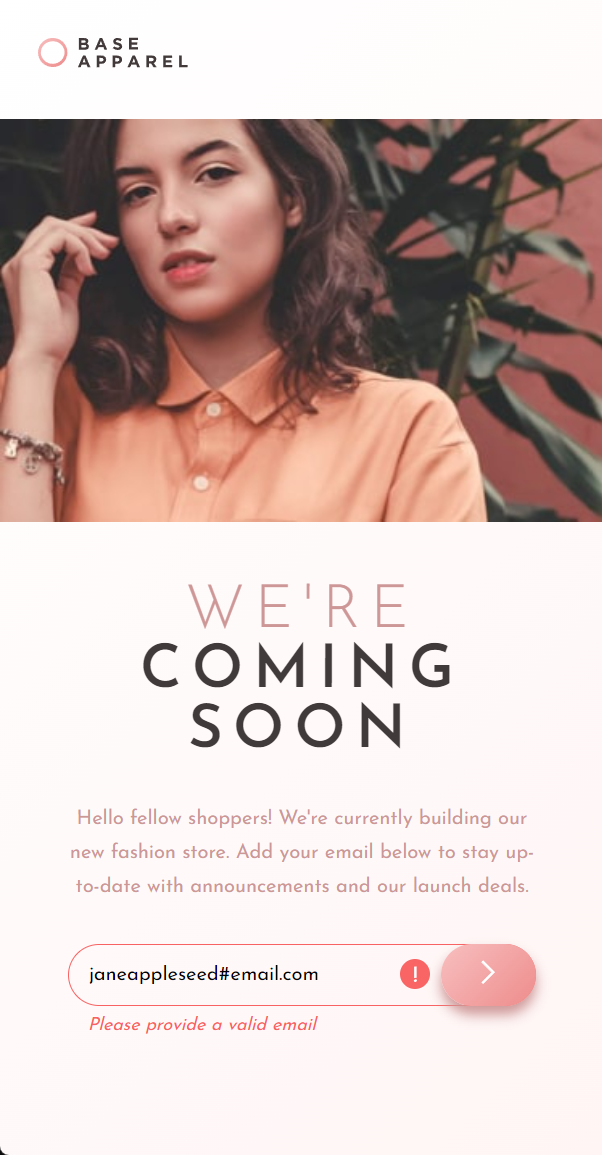 BASE
APPAREL
WE'RE
COMING
SOON
Hello fellow shoppers! We're currently building our
new fashion store. Add your email below to stay up-
to-date with announcements and our launch deals.
janeappleseed#email.com
Please provide a valid email